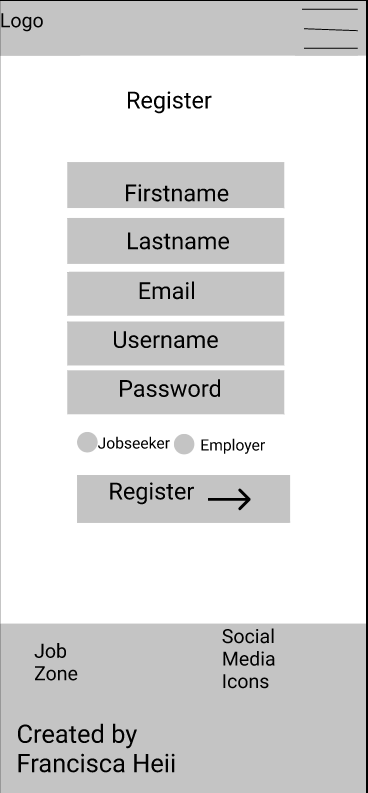 Logo
Register
Firstname
Lastname
Email
Username
Password
Jobseeker Employer
Register
Job
Zone
Social
Media
Icons
Created by
Francisca Heii